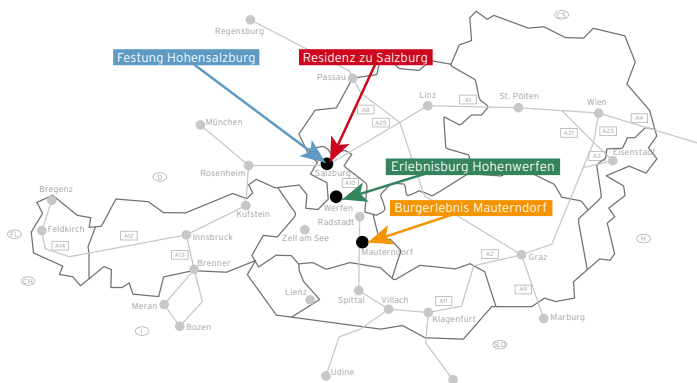 CS
Regensburg
Festung Hohensalzburg
Residenz zu Salzburg
Passau
Linz
A1
St. Pölten
Wien
A8
A25
A4
A21
A23
München
Eisenstadt
A3
Rosenheim
Salzburg
Erlebnisburg Hohenwerfen
D
A10
Bregenz
Werfen
Burgerlebnis Mauterndorf
Kufstein
Radstadt
FL
Feldkirch
A14
A12
Innsbruck
Zell am See
H
A13
Mauterndorf
A2
Graz
Brenner
CH
Lienz
A9
Meran
Spittal
Villach
A11
Bozen
I
Klagenfurt
Marburg
SLO
Udine